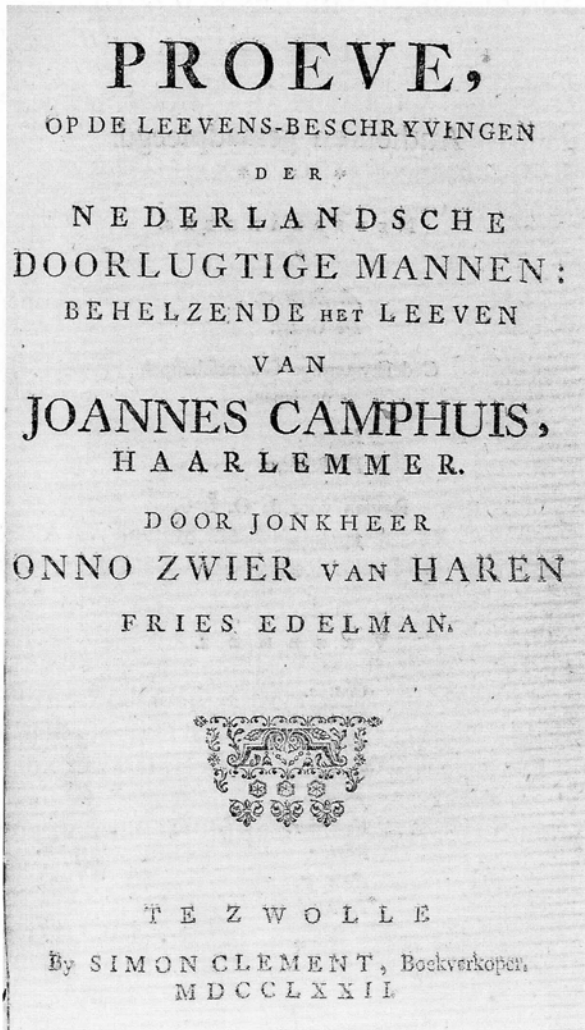 PROEVE,
OP DE LEEVENS-BESCHRYVINGEN
DER
NEDERLANDSCHE
DOORLUGTIGE MANNEN:
BEHELZENDE HET LEEVEN
VAN
JOANNES CAMPHUIS,
HAARLEMMER.
DOOR JONKHEER
ONNO ZWIER VAN HAREN
FRIES EDELMAN.
TE ZWOLLE
By SIMON CLEMENT, Boekverkoper.
MDCCLXXII.